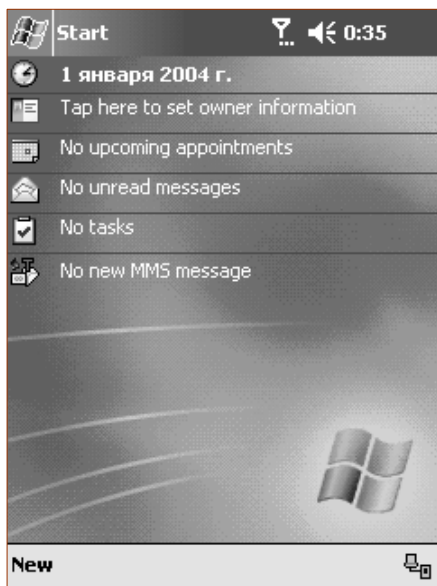 Start 0:35
1 января 2004 г.
Tap here to set owner information
No upcoming appointments
No unread messages
No tasks
No new MMS message
New